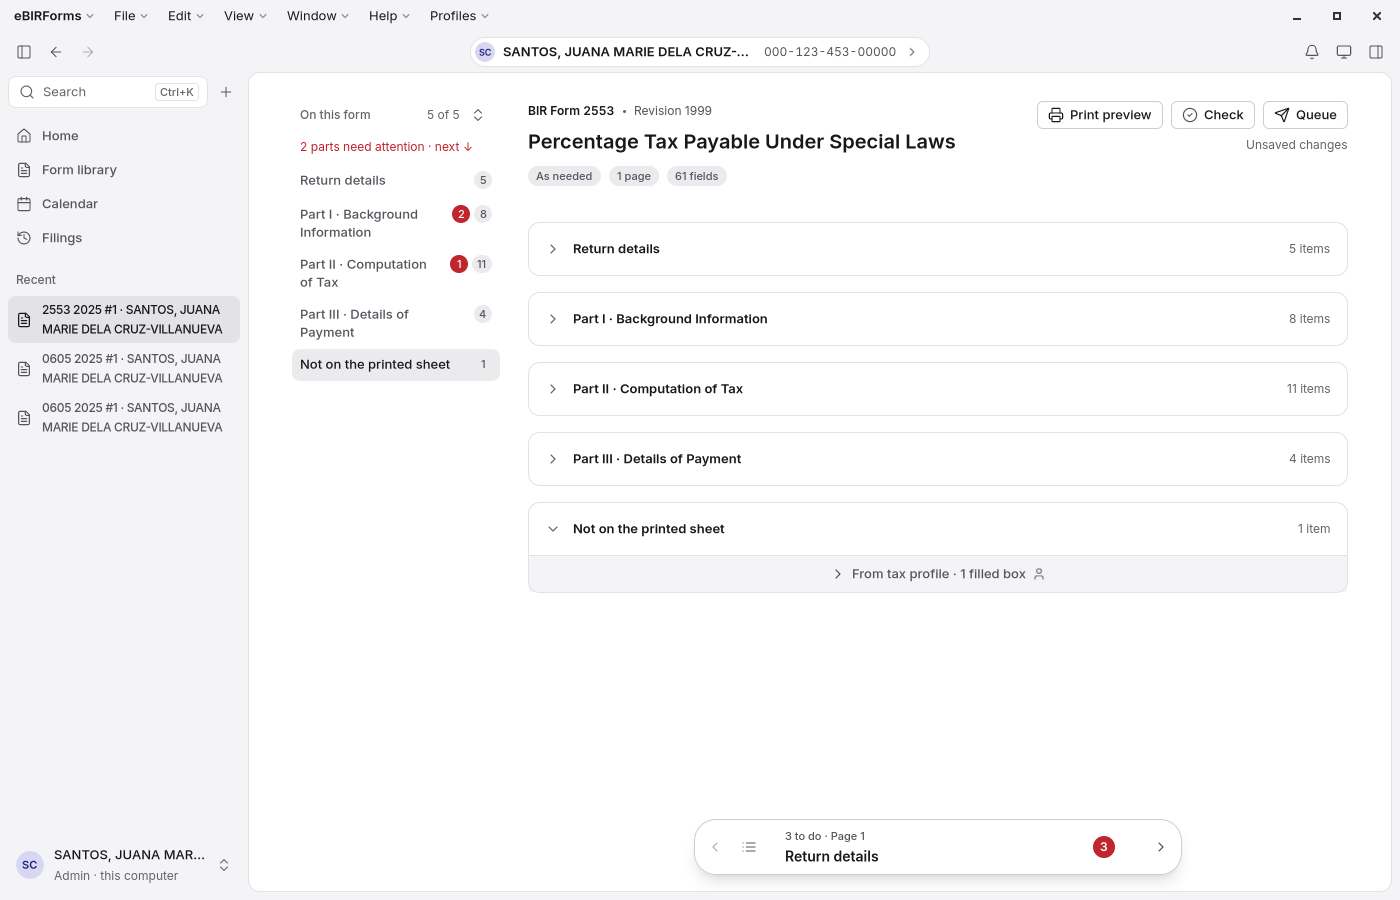 eBIRForms File Edit View Window Help Profiles
SC SANTOS, JUANA MARIE DELA CRUZ-... 000-123-453-00000
Search Ctrl+K
Home
Form library
Calendar
Filings
Recent
2553 2025 #1 · SANTOS, JUANA
MARIE DELA CRUZ-VILLANUEVA
0605 2025 #1 · SANTOS, JUANA
MARIE DELA CRUZ-VILLANUEVA
0605 2025 #1 · SANTOS, JUANA
MARIE DELA CRUZ-VILLANUEVA
SC SANTOS, JUANA MAR...
Admin · this computer
On this form 5 of 5
2 parts need attention · next ↓
Return details 5
Part I · Background 2 8
Information
Part II · Computation 1 11
of Tax
Part III · Details of 4
Payment
Not on the printed sheet 1
BIR Form 2553 • Revision 1999
Percentage Tax Payable Under Special Laws
As needed 1 page 61 fields
Print preview Check Queue
Unsaved changes
Return details 5 items
Part I · Background Information 8 items
Part II · Computation of Tax 11 items
Part III · Details of Payment 4 items
Not on the printed sheet 1 item
From tax profile · 1 filled box
3 to do · Page 1
Return details 3